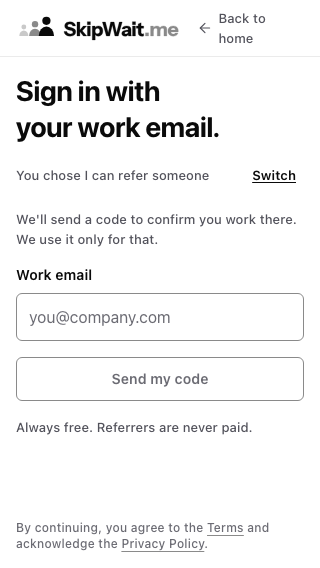 SkipWait.me
← Back to
home
Sign in with
your work email.
You chose I can refer someone Switch
We'll send a code to confirm you work there.
We use it only for that.
Work email
you@company.com
Send my code
Always free. Referrers are never paid.
By continuing, you agree to the Terms and
acknowledge the Privacy Policy.